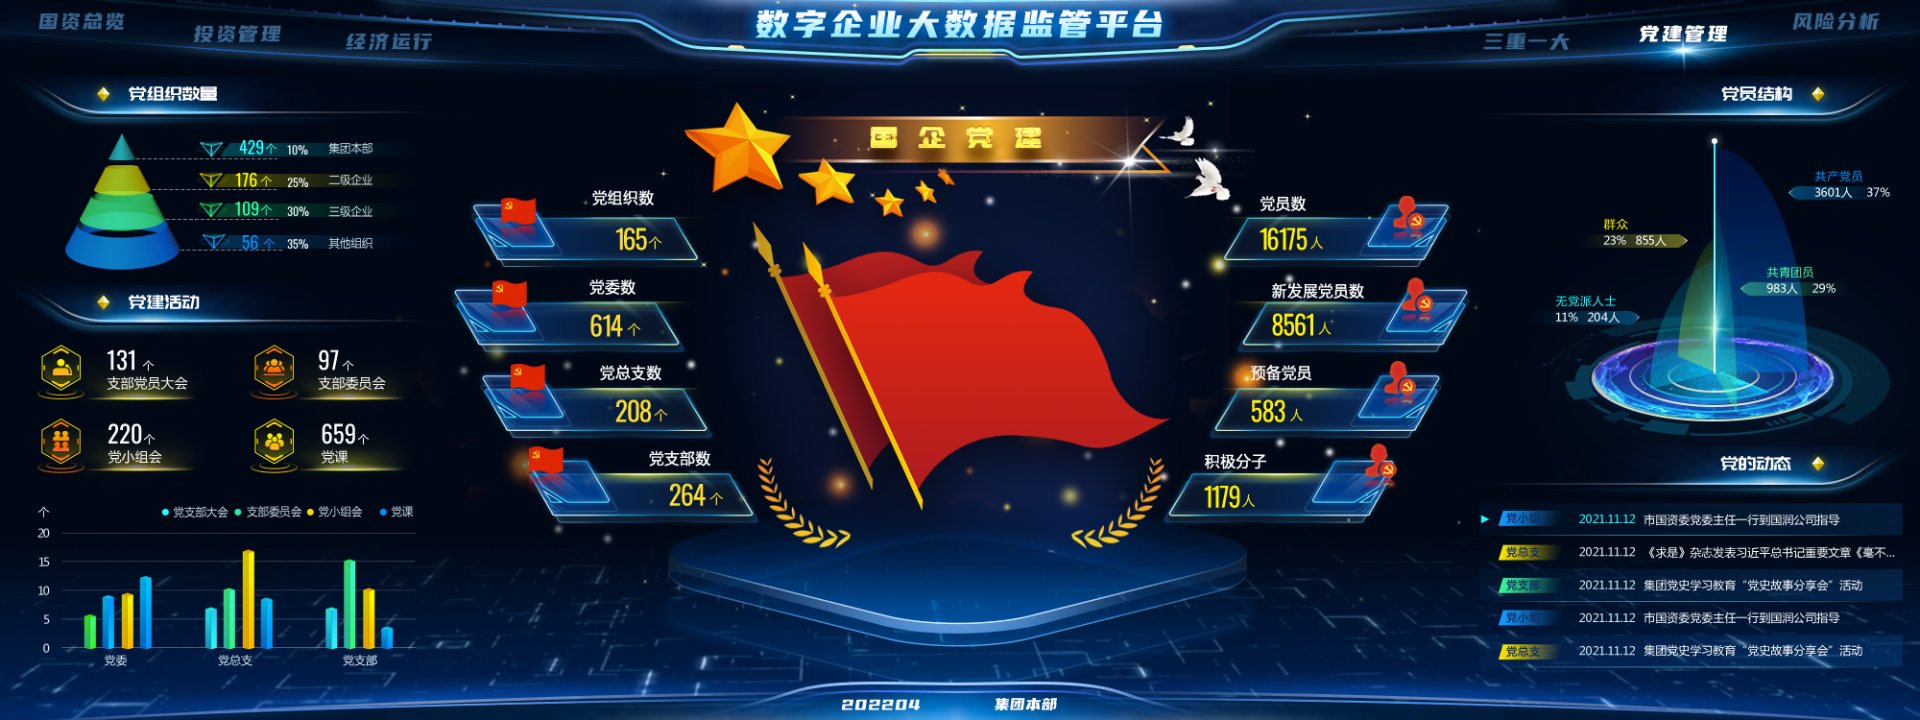 国资总览
投资管理
经济运行
数字企业大数据监管平台
三重一大
党建管理
风险分析
党组织数量
429个 10% 集团本部
176个 25% 二级企业
109个 30% 三级企业
56个 35% 其他组织
党建活动
131个
支部党员大会
97个
支部委员会
220个
党小组会
659个
党课
个
党支部大会 支部委员会 党小组会 党课
20
15
10
5
0
党委 党总支 党支部
国企党建
党组织数
165个
党委数
614个
党总支数
208个
党支部数
264个
党员数
16175人
新发展党员数
8561人
预备党员
583人
积极分子
1179人
党员结构
共产党员
3601人 37%
群众
23% 855人
共青团员
983人 29%
无党派人士
11% 204人
党的动态
党小组 2021.11.12 市国资委党委主任一行到国润公司指导
党总支 2021.11.12 《求是》杂志发表习近平总书记重要文章《毫不...
党支部 2021.11.12 集团党史学习教育“党史故事分享会”活动
党小组 2021.11.12 市国资委党委主任一行到国润公司指导
党总支 2021.11.12 集团党史学习教育“党史故事分享会”活动
202204 集团本部